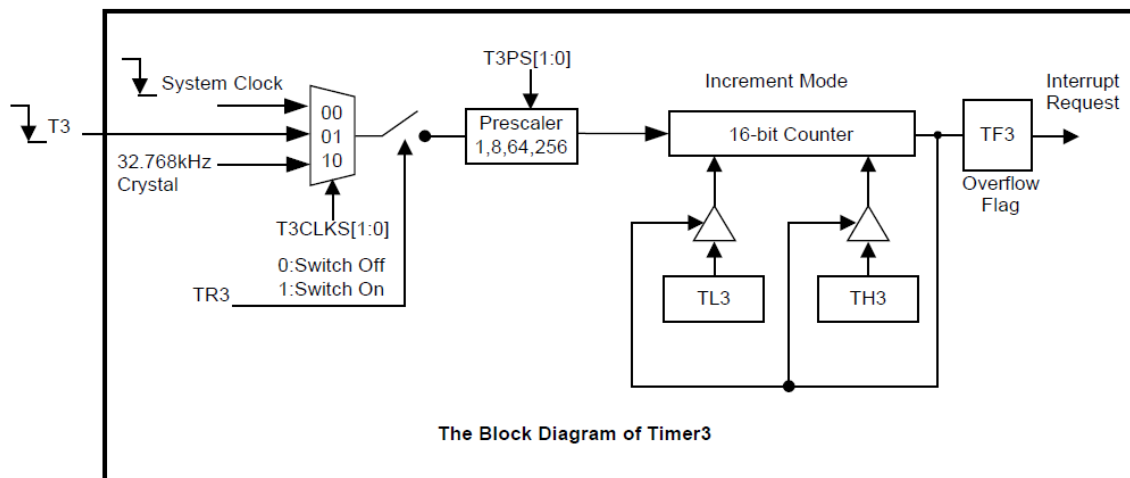 System Clock
T3
32.768kHz
Crystal
00
01
10
T3CLKS[1:0]
0:Switch Off
1:Switch On
TR3
T3PS[1:0]
Prescaler
1,8,64,256
Increment Mode
16-bit Counter
TL3
TH3
TF3
Overflow
Flag
Interrupt
Request
The Block Diagram of Timer3